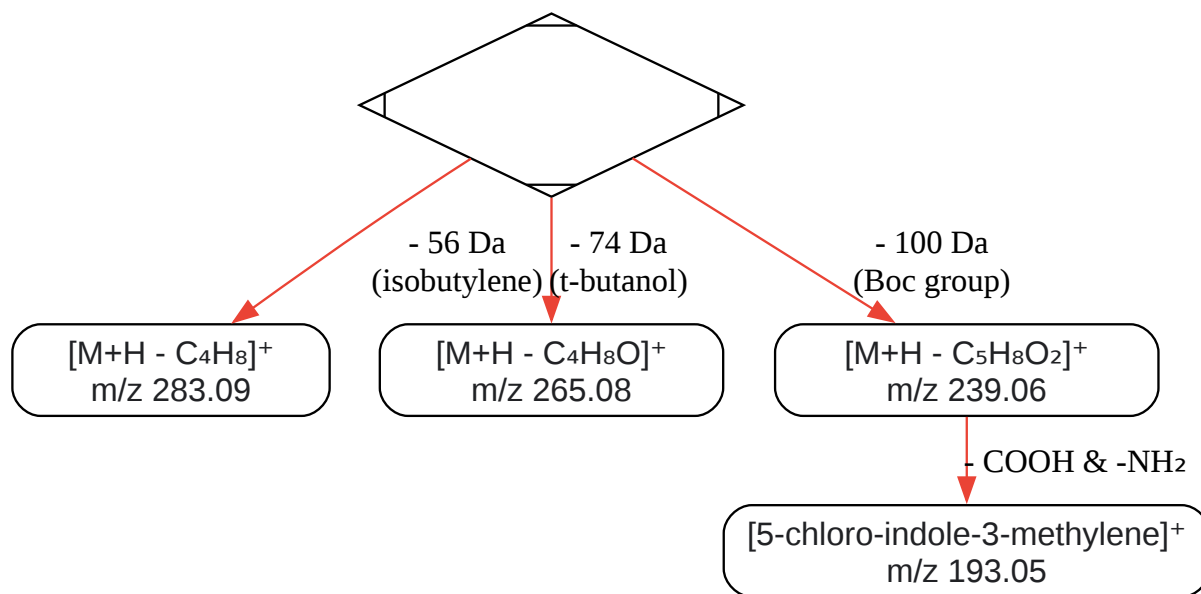 - 56 Da
(isobutylene)
- 74 Da
(t-butanol)
- 100 Da
(Boc group)
[M+H - C₄H₈]⁺
m/z 283.09
[M+H - C₄H₈O]⁺
m/z 265.08
[M+H - C₅H₈O₂]⁺
m/z 239.06
- COOH & -NH₂
[5-chloro-indole-3-methylene]⁺
m/z 193.05